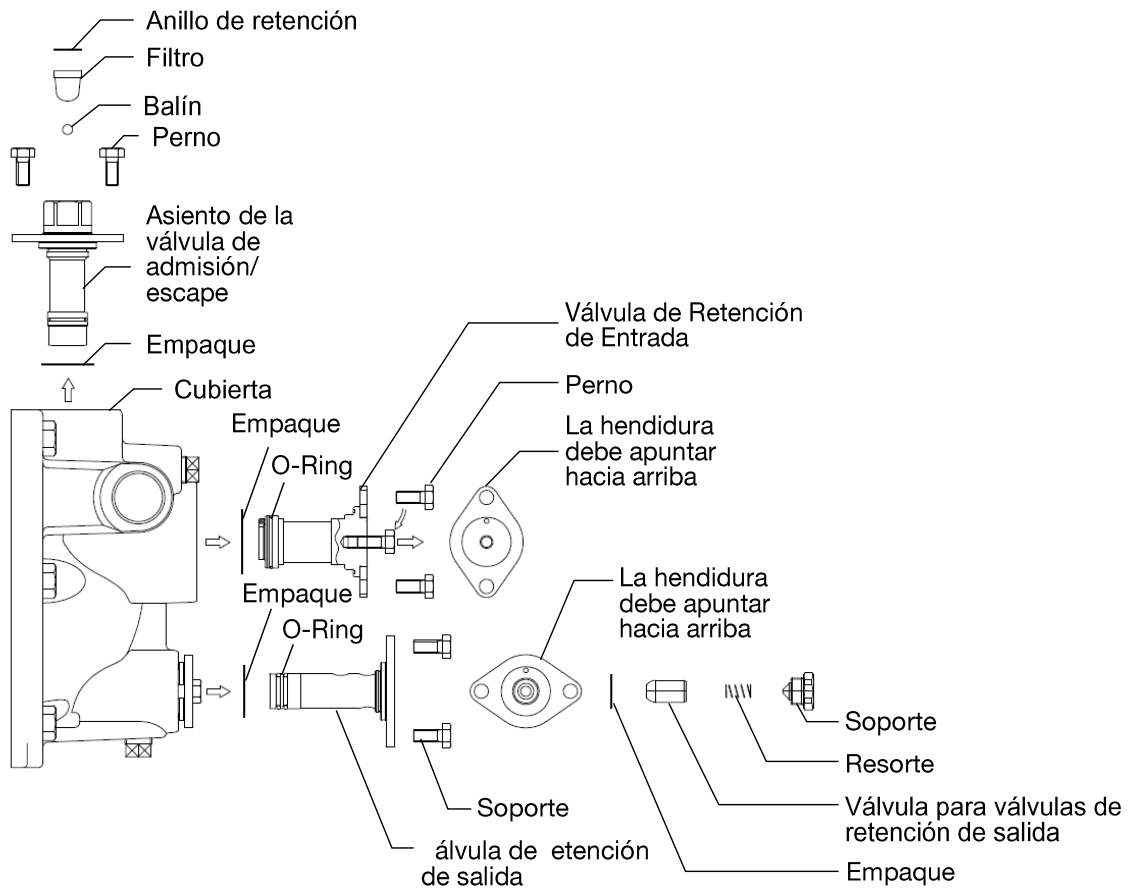 Anillo de retención
Filtro
Balín
Perno
Asiento de la
válvula de
admisión/
escape
Empaque
Cubierta
Válvula de Retención
de Entrada
Perno
La hendidura
debe apuntar
hacia arriba
Empaque
O-Ring
La hendidura
debe apuntar
hacia arriba
Empaque
O-Ring
Soporte
Resorte
Válvula para válvulas de
retención de salida
Empaque
Soporte
álvula de etención
de salida